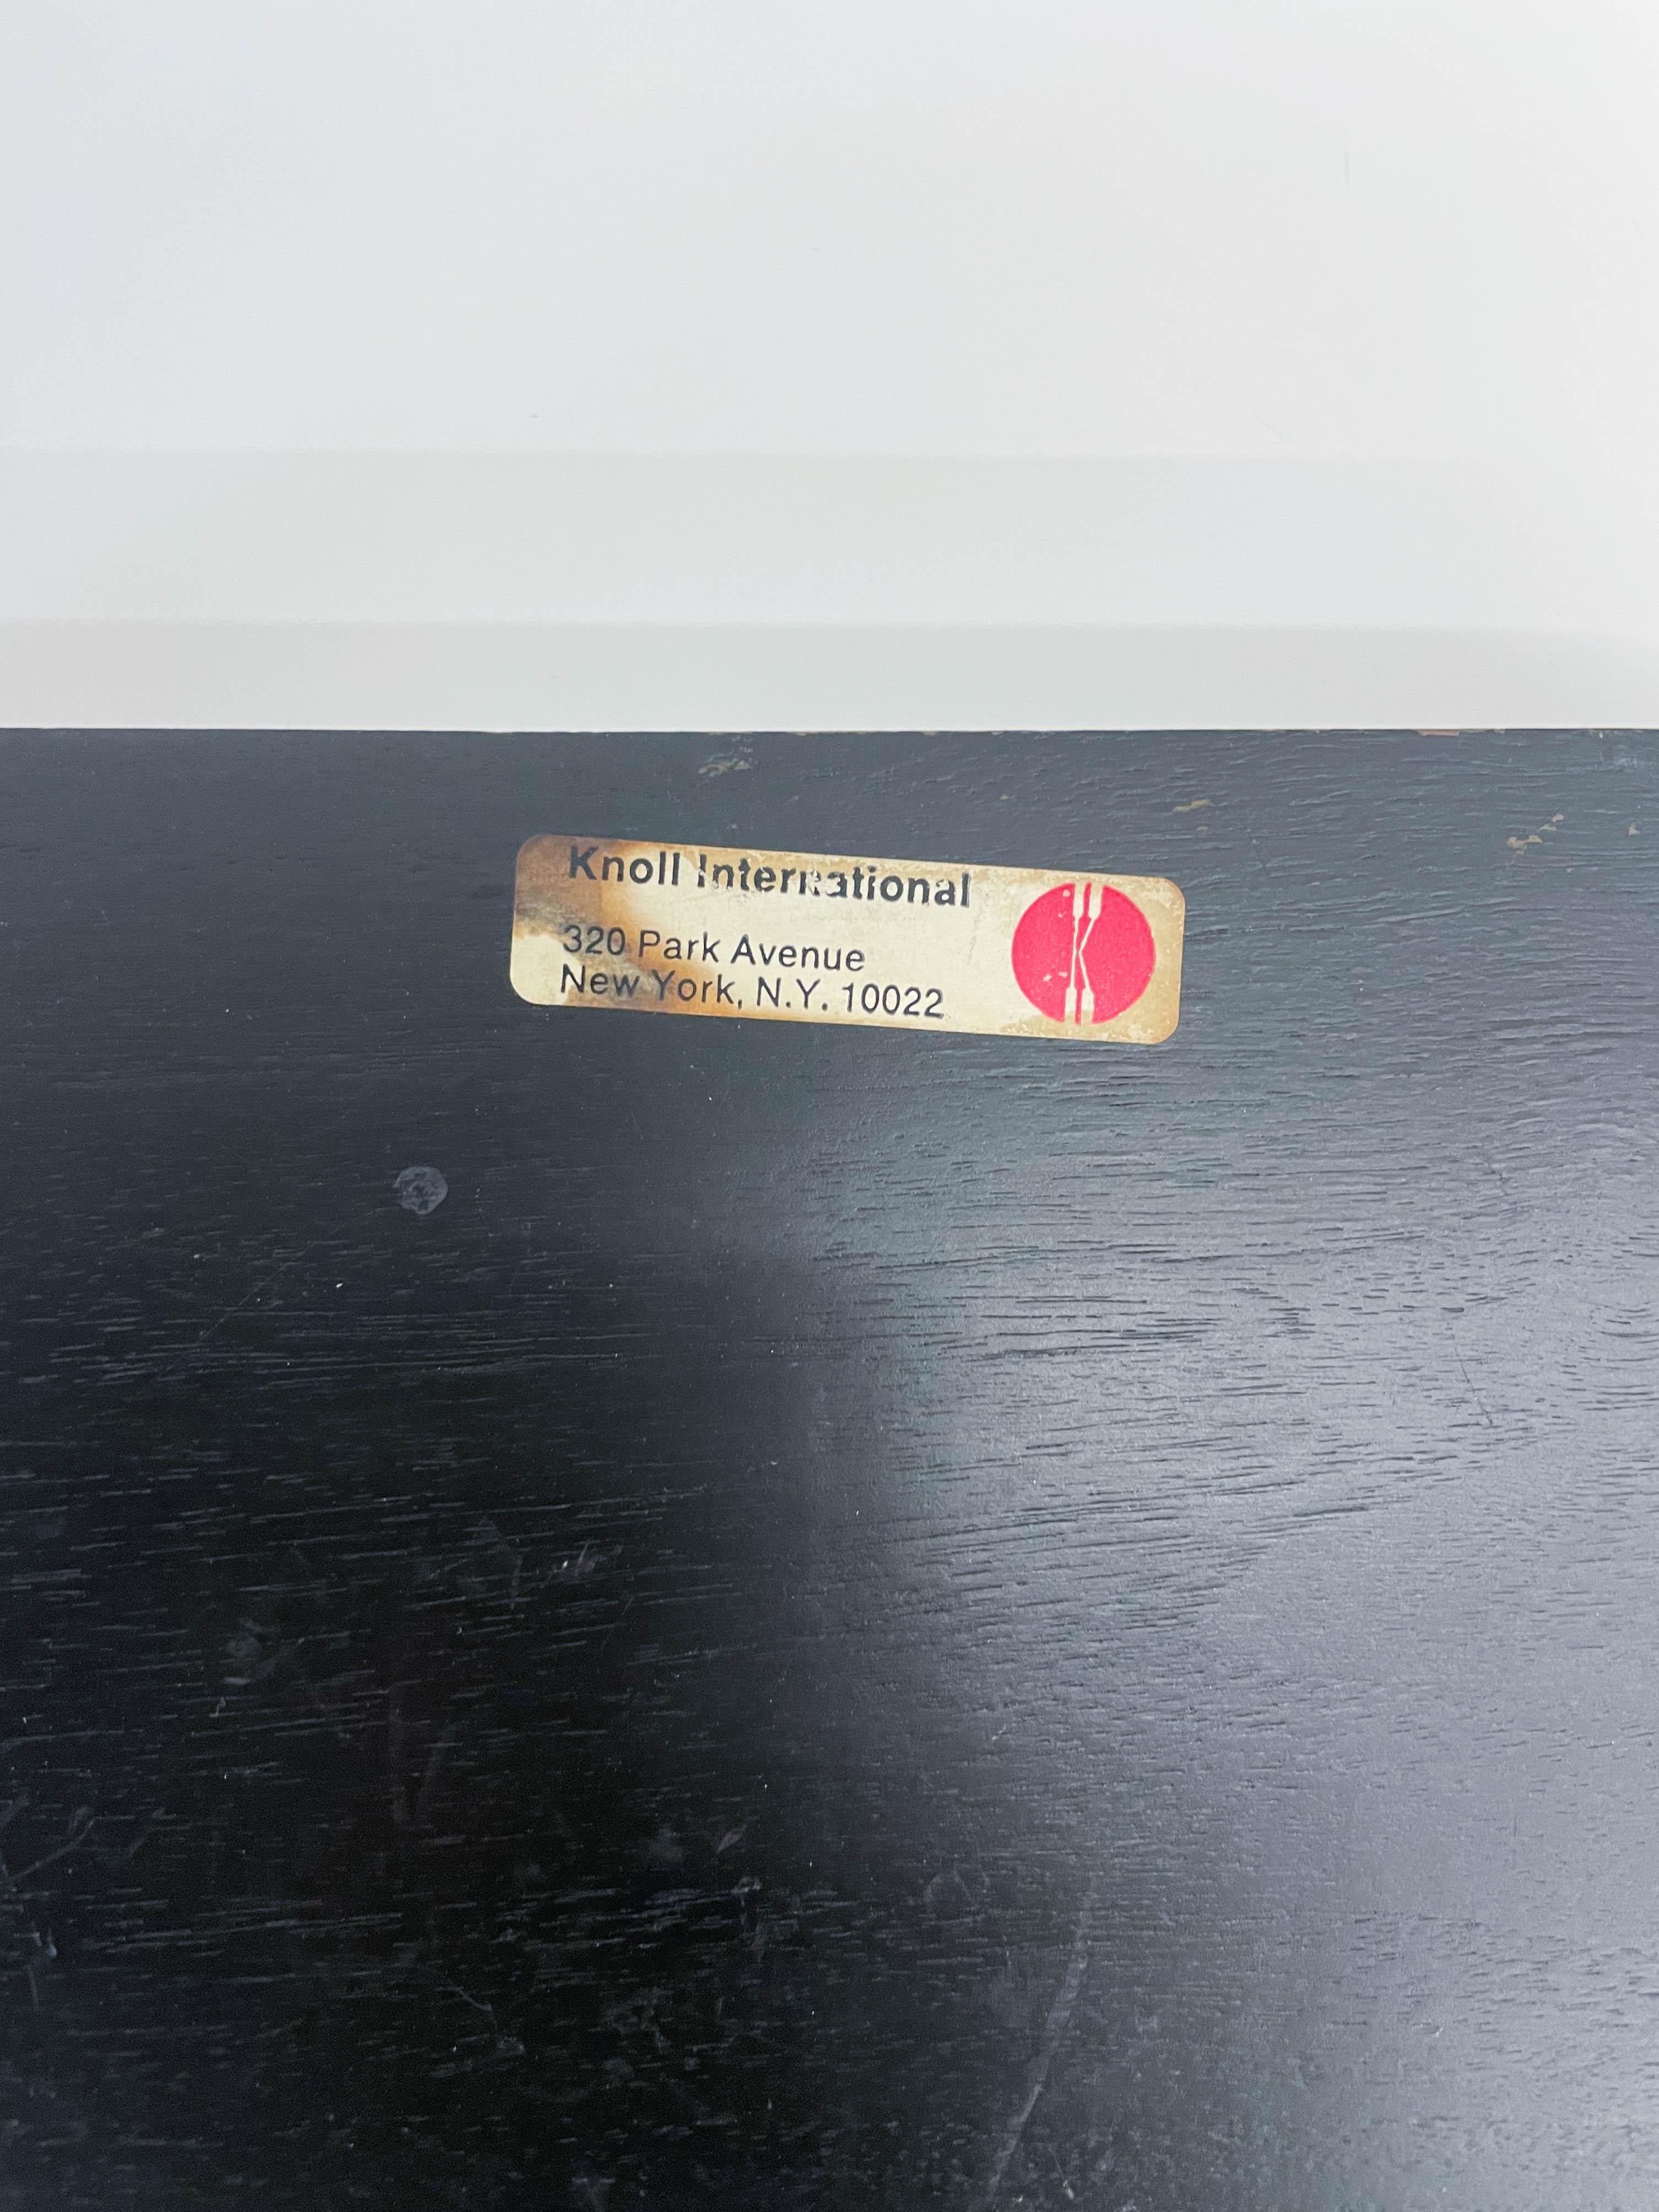 Knoll International
320 Park Avenue
New York, N.Y. 10022